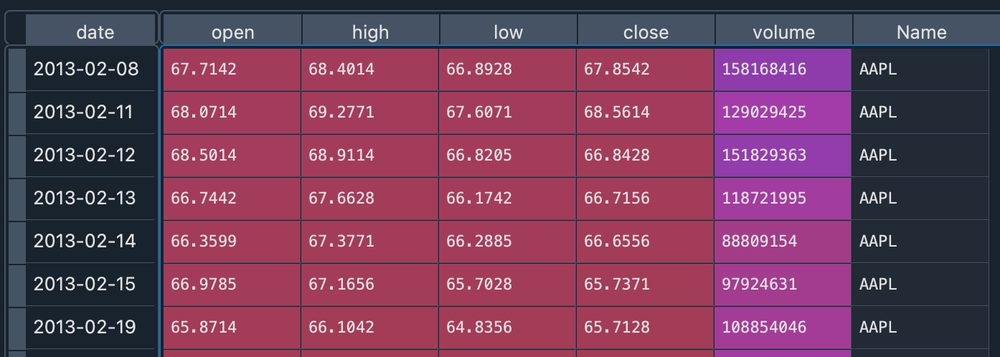 date open high low close volume Name
2013-02-08 67.7142 68.4014 66.8928 67.8542 158168416 AAPL
2013-02-11 68.0714 69.2771 67.6071 68.5614 129029425 AAPL
2013-02-12 68.5014 68.9114 66.8205 66.8428 151829363 AAPL
2013-02-13 66.7442 67.6628 66.1742 66.7156 118721995 AAPL
2013-02-14 66.3599 67.3771 66.2885 66.6556 88809154 AAPL
2013-02-15 66.9785 67.1656 65.7028 65.7371 97924631 AAPL
2013-02-19 65.8714 66.1042 64.8356 65.7128 108854046 AAPL